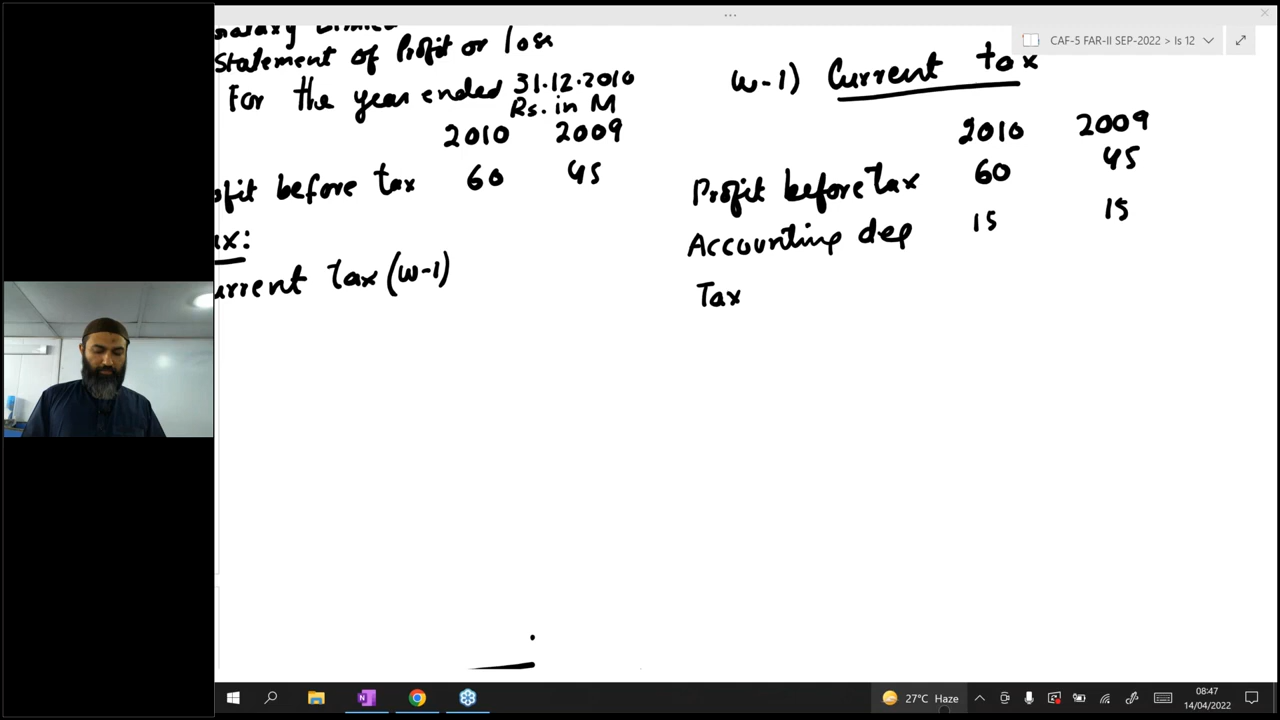 Statement of Profit or loss
For the year ended 31.12.2010
Rs. in M
2010 2009
ofit before tax 60 45
ax:
urrent Tax (w-1)
w-1) Current tax
2010 2009
Profit before Tax 60 45
Accounting dep 15 15
Tax
CAF-5 FAR-II SEP-2022 > Is 12
27°C Haze
08:47
14/04/2022